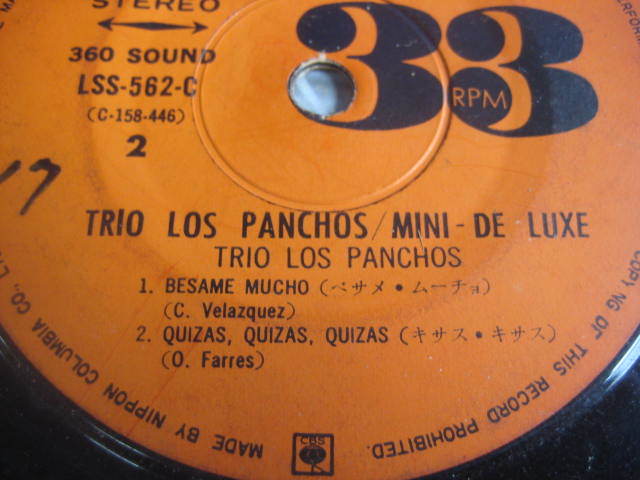 STEREO
360 SOUND
LSS-562-C
(C-158-446)
2
33
RPM
17
TRIO LOS PANCHOS/MINI-DE LUXE
TRIO LOS PANCHOS
1. BESAME MUCHO (ベサメ・ムーチョ)
(C. Velazquez)
2. QUIZAS, QUIZAS, QUIZAS (キサス・キサス)
(O. Farres)
CBS
MADE BY NIPPON COLUMBIA CO.,
COPYING OF THIS RECORD PROHIBITED.